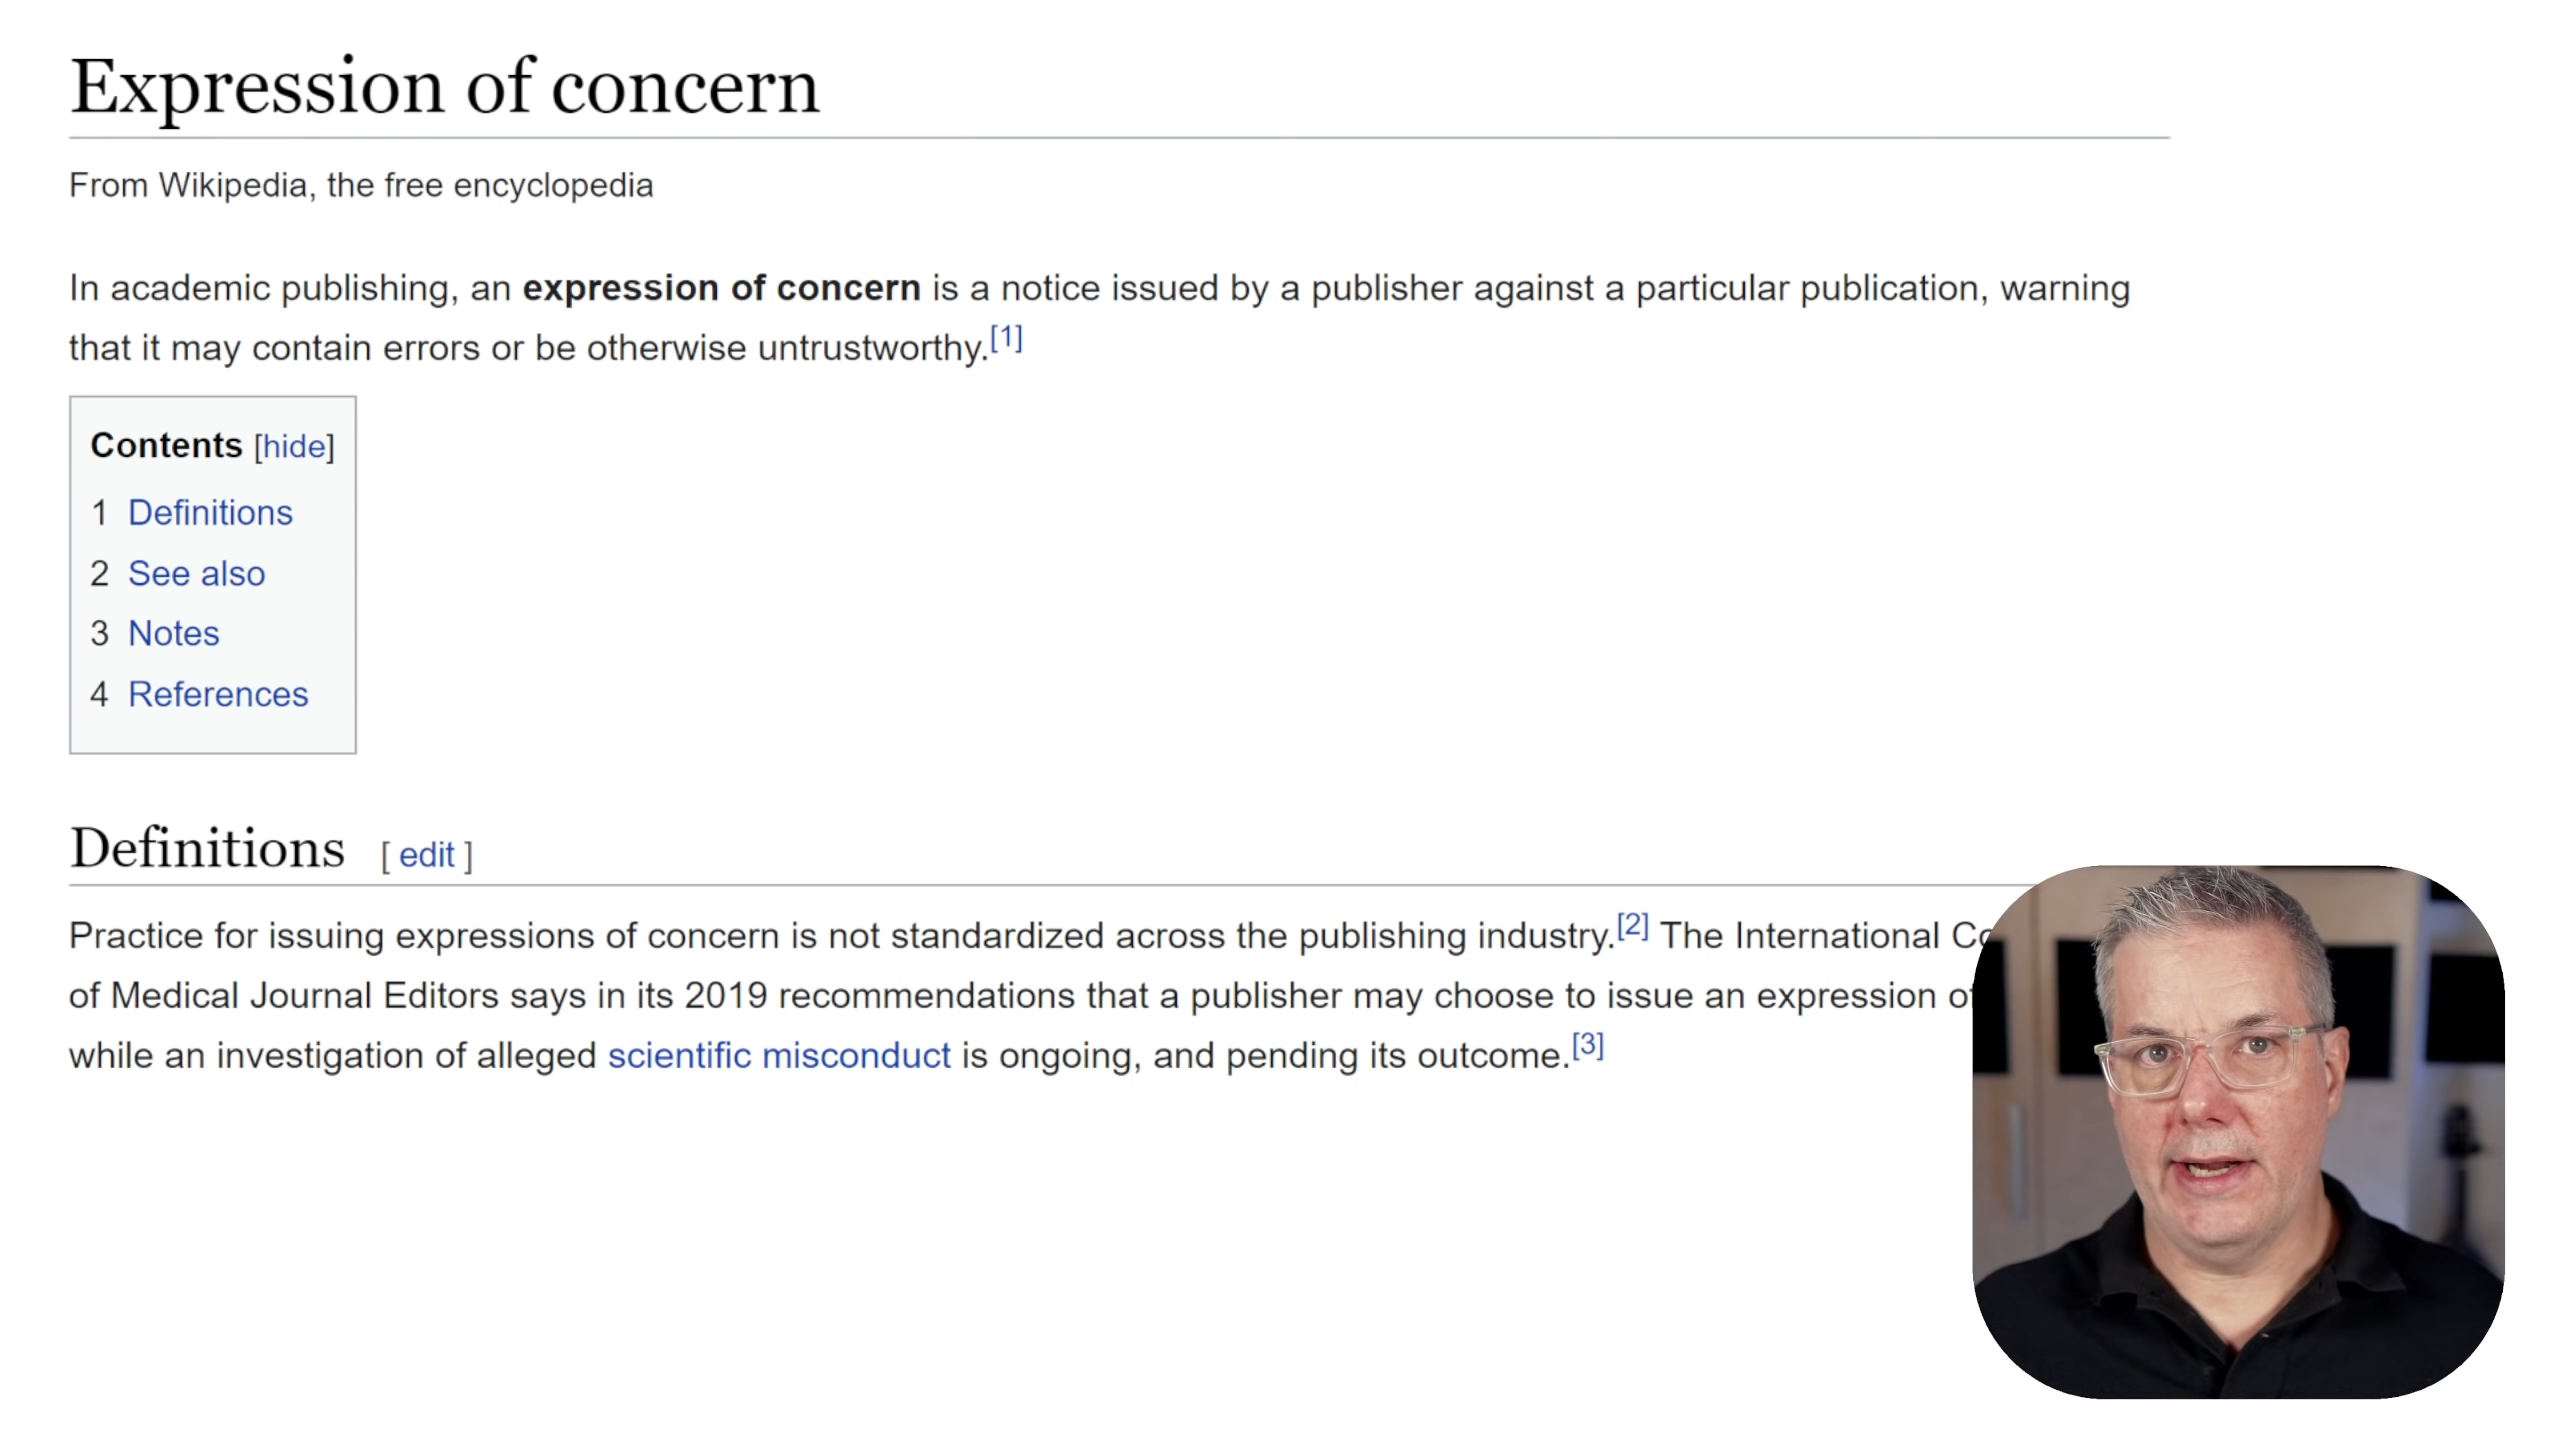 Expression of concern
From Wikipedia, the free encyclopedia
In academic publishing, an expression of concern is a notice issued by a publisher against a particular publication, warning
that it may contain errors or be otherwise untrustworthy.[1]
Contents [hide]
1 Definitions
2 See also
3 Notes
4 References
Definitions [ edit ]
Practice for issuing expressions of concern is not standardized across the publishing industry.[2] The International
of Medical Journal Editors says in its 2019 recommendations that a publisher may choose to issue an expression of
while an investigation of alleged scientific misconduct is ongoing, and pending its outcome.[3]